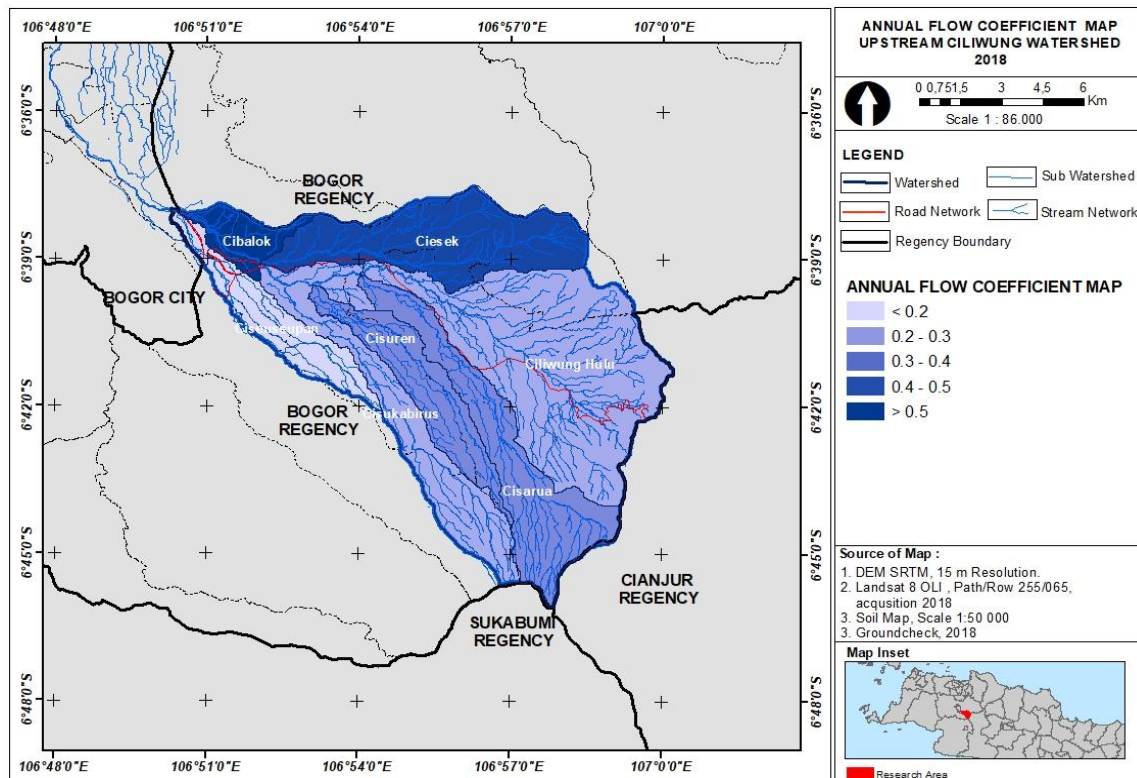 106°48'0"E 106°51'0"E 106°54'0"E 106°57'0"E 107°0'0"E
6°36'0"S
6°39'0"S
6°42'0"S
6°45'0"S
6°48'0"S
BOGOR
REGENCY
Cibalok
Ciesek
BOGOR CITY
Ciseuseupan
Cisuren
Ciliwung Hulu
BOGOR
REGENCY
Cisukabirus
Cisarua
CIANJUR
REGENCY
SUKABUMI
REGENCY
6°36'0"S
6°39'0"S
6°42'0"S
6°45'0"S
6°48'0"S
106°48'0"E 106°51'0"E 106°54'0"E 106°57'0"E 107°0'0"E
ANNUAL FLOW COEFFICIENT MAP
UPSTREAM CILIWUNG WATERSHED
2018
0 0,751,5 3 4,5 6
Km
Scale 1 : 86.000
LEGEND
Watershed
Sub Watershed
Road Network
Stream Network
Regency Boundary
ANNUAL FLOW COEFFICIENT MAP
< 0.2
0.2 - 0.3
0.3 - 0.4
0.4 - 0.5
> 0.5
Source of Map :
1. DEM SRTM, 15 m Resolution.
2. Landsat 8 OLI , Path/Row 255/065,
acqusition 2018
3. Soil Map, Scale 1:50 000
3. Groundcheck, 2018
Map Inset
Research Area